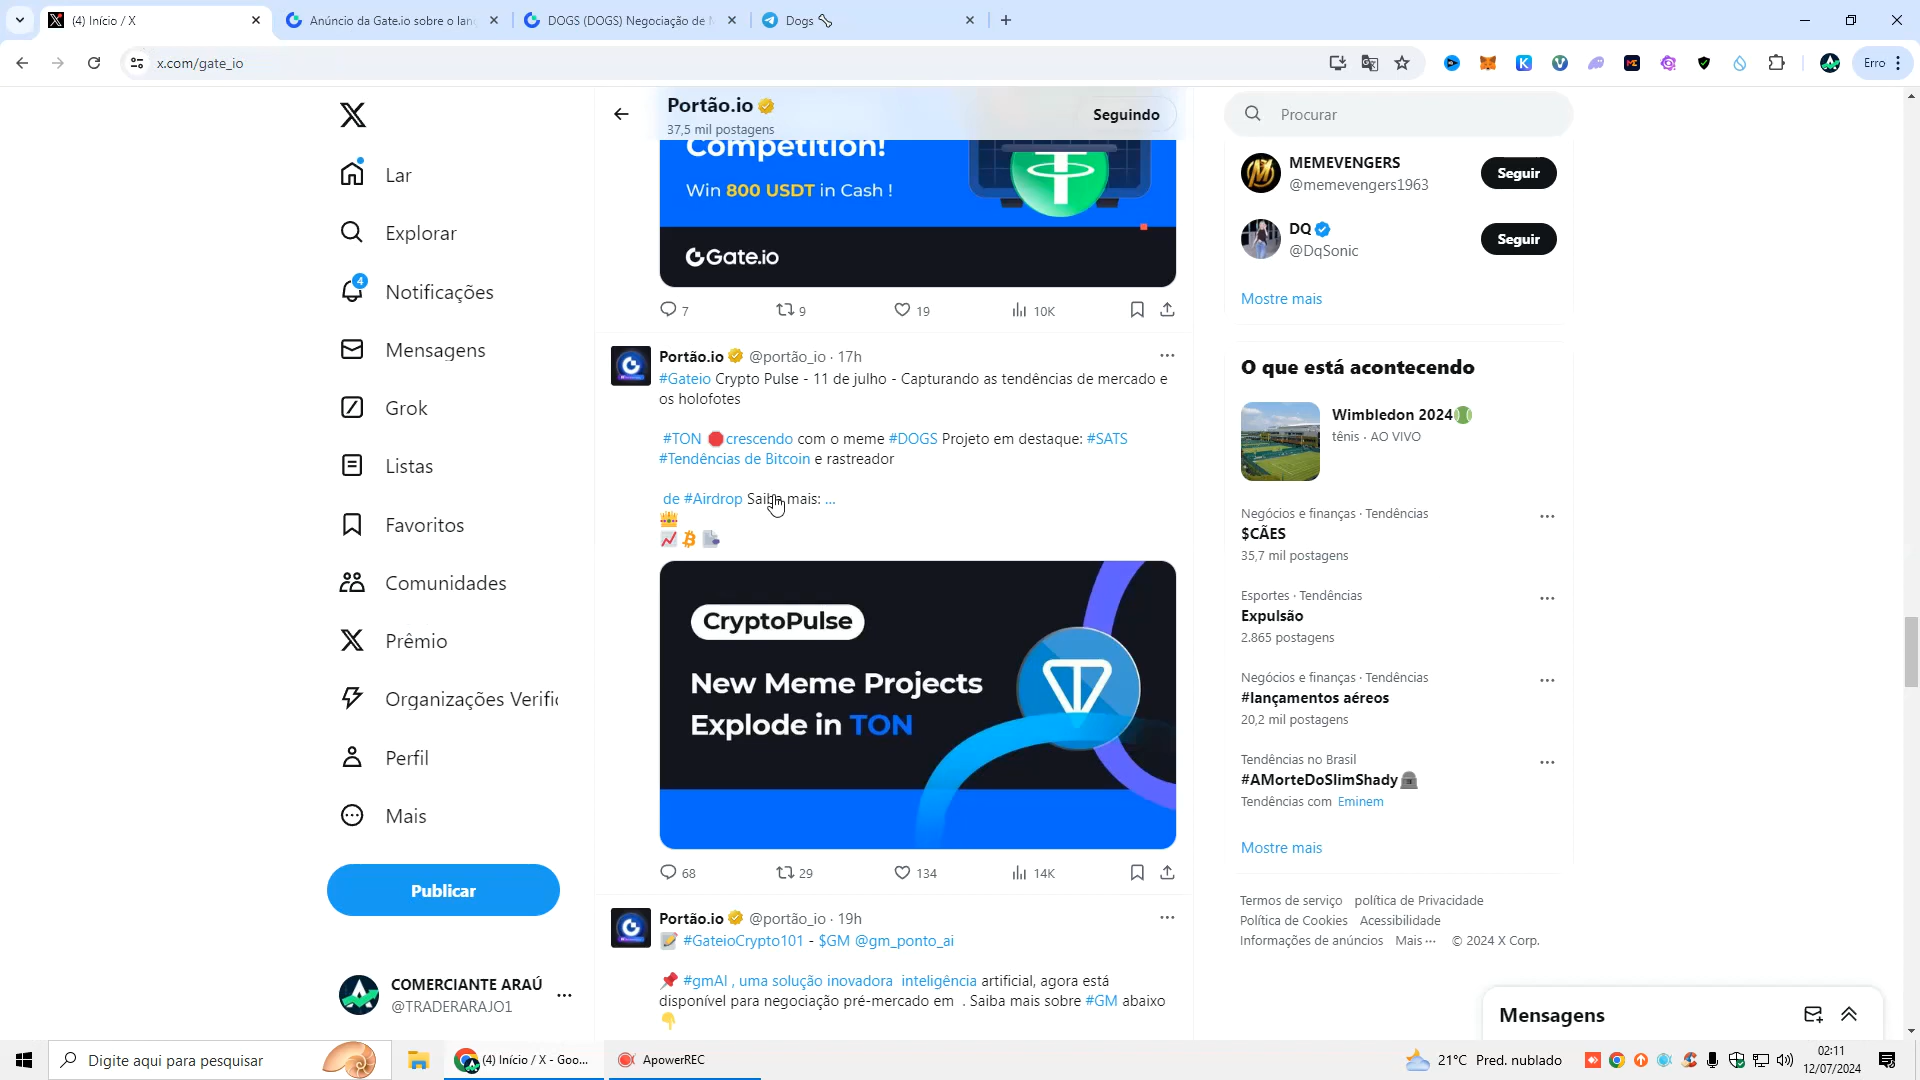 (4) Início / X
Anúncio da Gate.io sobre o lan
DOGS (DOGS) Negociação de
Dogs
x.com/gate_io
Erro
Portão.io
37,5 mil postagens
Seguindo
Procurar
Lar
Explorar
4
Notificações
Mensagens
Grok
Listas
Favoritos
Comunidades
Prêmio
Organizações Verifi
Perfil
Mais
Publicar
COMERCIANTE ARAÚ
@TRADERARAJO1
Competition!
Win 800 USDT in Cash !
Gate.io
7
9
19
10K
Portão.io @portão_io · 17h
#Gateio Crypto Pulse - 11 de julho - Capturando as tendências de mercado e
os holofotes
#TON crescendo com o meme #DOGS Projeto em destaque: #SATS
#Tendências de Bitcoin e rastreador
de #Airdrop Saiba mais: ...
CryptoPulse
New Meme Projects
Explode in TON
68
29
134
14K
Portão.io @portão_io · 19h
#GateioCrypto101 - $GM @gm_ponto_ai
#gmAI , uma solução inovadora inteligência artificial, agora está
disponível para negociação pré-mercado em . Saiba mais sobre #GM abaixo
MEMEVENGERS
@memevengers1963
Seguir
DQ
@DqSonic
Seguir
Mostre mais
O que está acontecendo
Wimbledon 2024
tênis · AO VIVO
Negócios e finanças · Tendências
$CÃES
35,7 mil postagens
Esportes · Tendências
Expulsão
2.865 postagens
Negócios e finanças · Tendências
#lançamentos aéreos
20,2 mil postagens
Tendências no Brasil
#AMorteDoSlimShady
Tendências com Eminem
Mostre mais
Termos de serviço política de Privacidade
Política de Cookies Acessibilidade
Informações de anúncios Mais ··· © 2024 X Corp.
Mensagens
Digite aqui para pesquisar
(4) Início / X - Goo...
ApowerREC
21°C Pred. nublado
02:11
12/07/2024